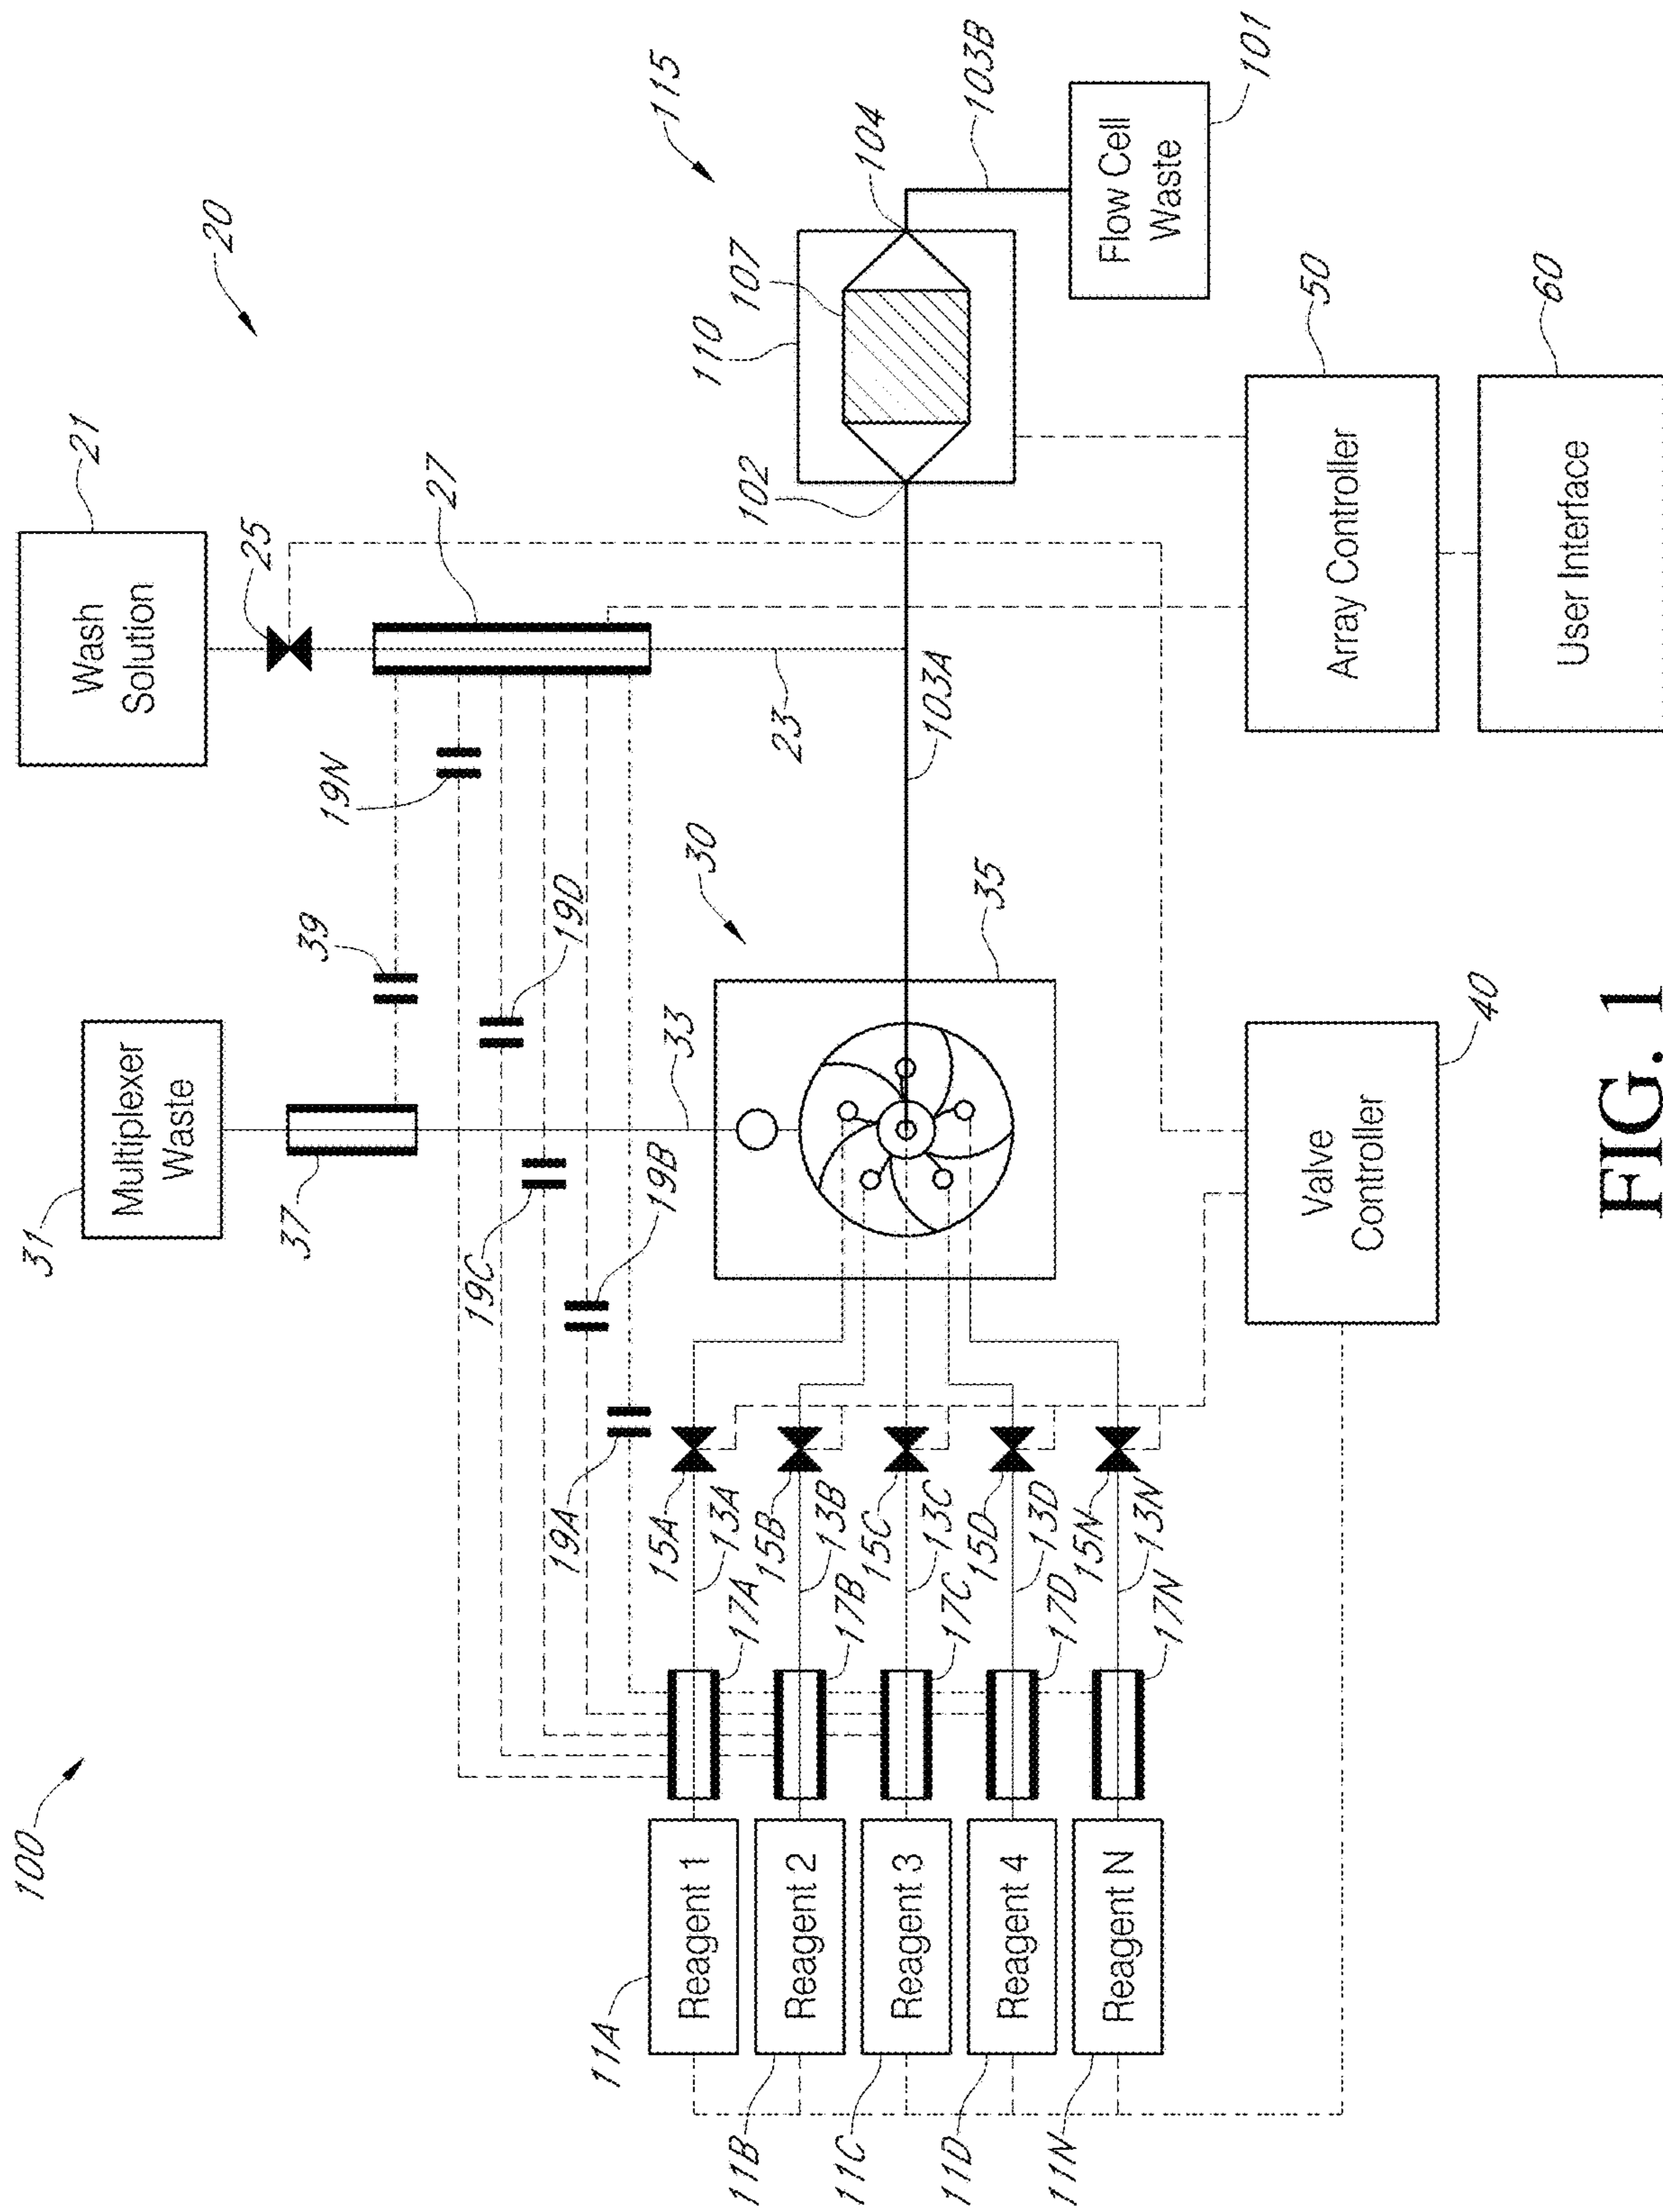 100
20
115
Wash
Solution
21
25
27
23
Multiplexer
Waste
31
37
39
33
19N
19D
19C
19B
19A
30
35
110
107
102
104
103A
103B
Flow Cell
Waste
101
15A
13A
17A
15B
13B
17B
15C
13C
17C
15D
13D
17D
15N
13N
17N
Reagent 1
11A
Reagent 2
11B
Reagent 3
11C
Reagent 4
11D
Reagent N
11N
Valve
Controller
40
Array Controller
50
User Interface
60
FIG. 1